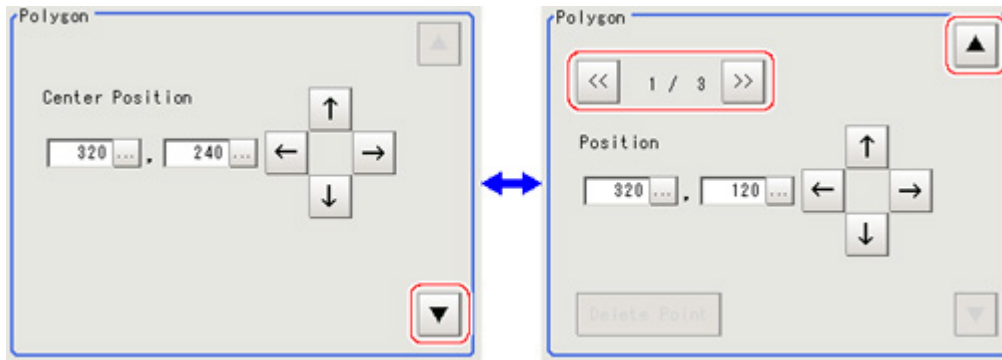 Polygon
▲
Center Position
↑
320 ... , 240 ... ← →
↓
▼
Polygon
▲
<< 1 / 3 >>
Position
↑
320 ... , 120 ... ← →
↓
Delete Point
▼